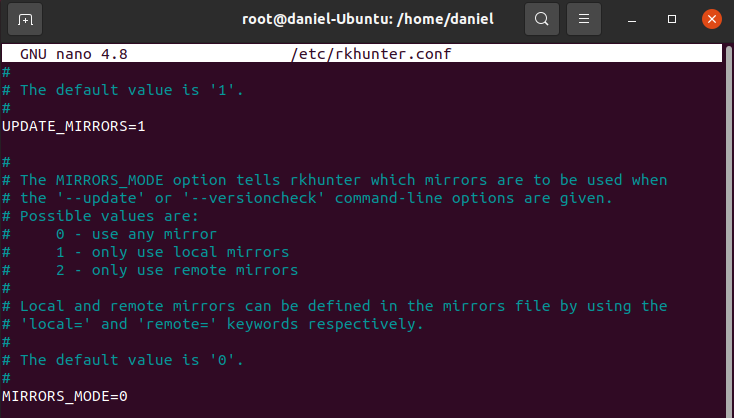 root@daniel-Ubuntu: /home/daniel
GNU nano 4.8 /etc/rkhunter.conf
#
# The default value is '1'.
#
UPDATE_MIRRORS=1
#
# The MIRRORS_MODE option tells rkhunter which mirrors are to be used when
# the '--update' or '--versioncheck' command-line options are given.
# Possible values are:
#     0 - use any mirror
#     1 - only use local mirrors
#     2 - only use remote mirrors
#
# Local and remote mirrors can be defined in the mirrors file by using the
# 'local=' and 'remote=' keywords respectively.
#
# The default value is '0'.
#
MIRRORS_MODE=0